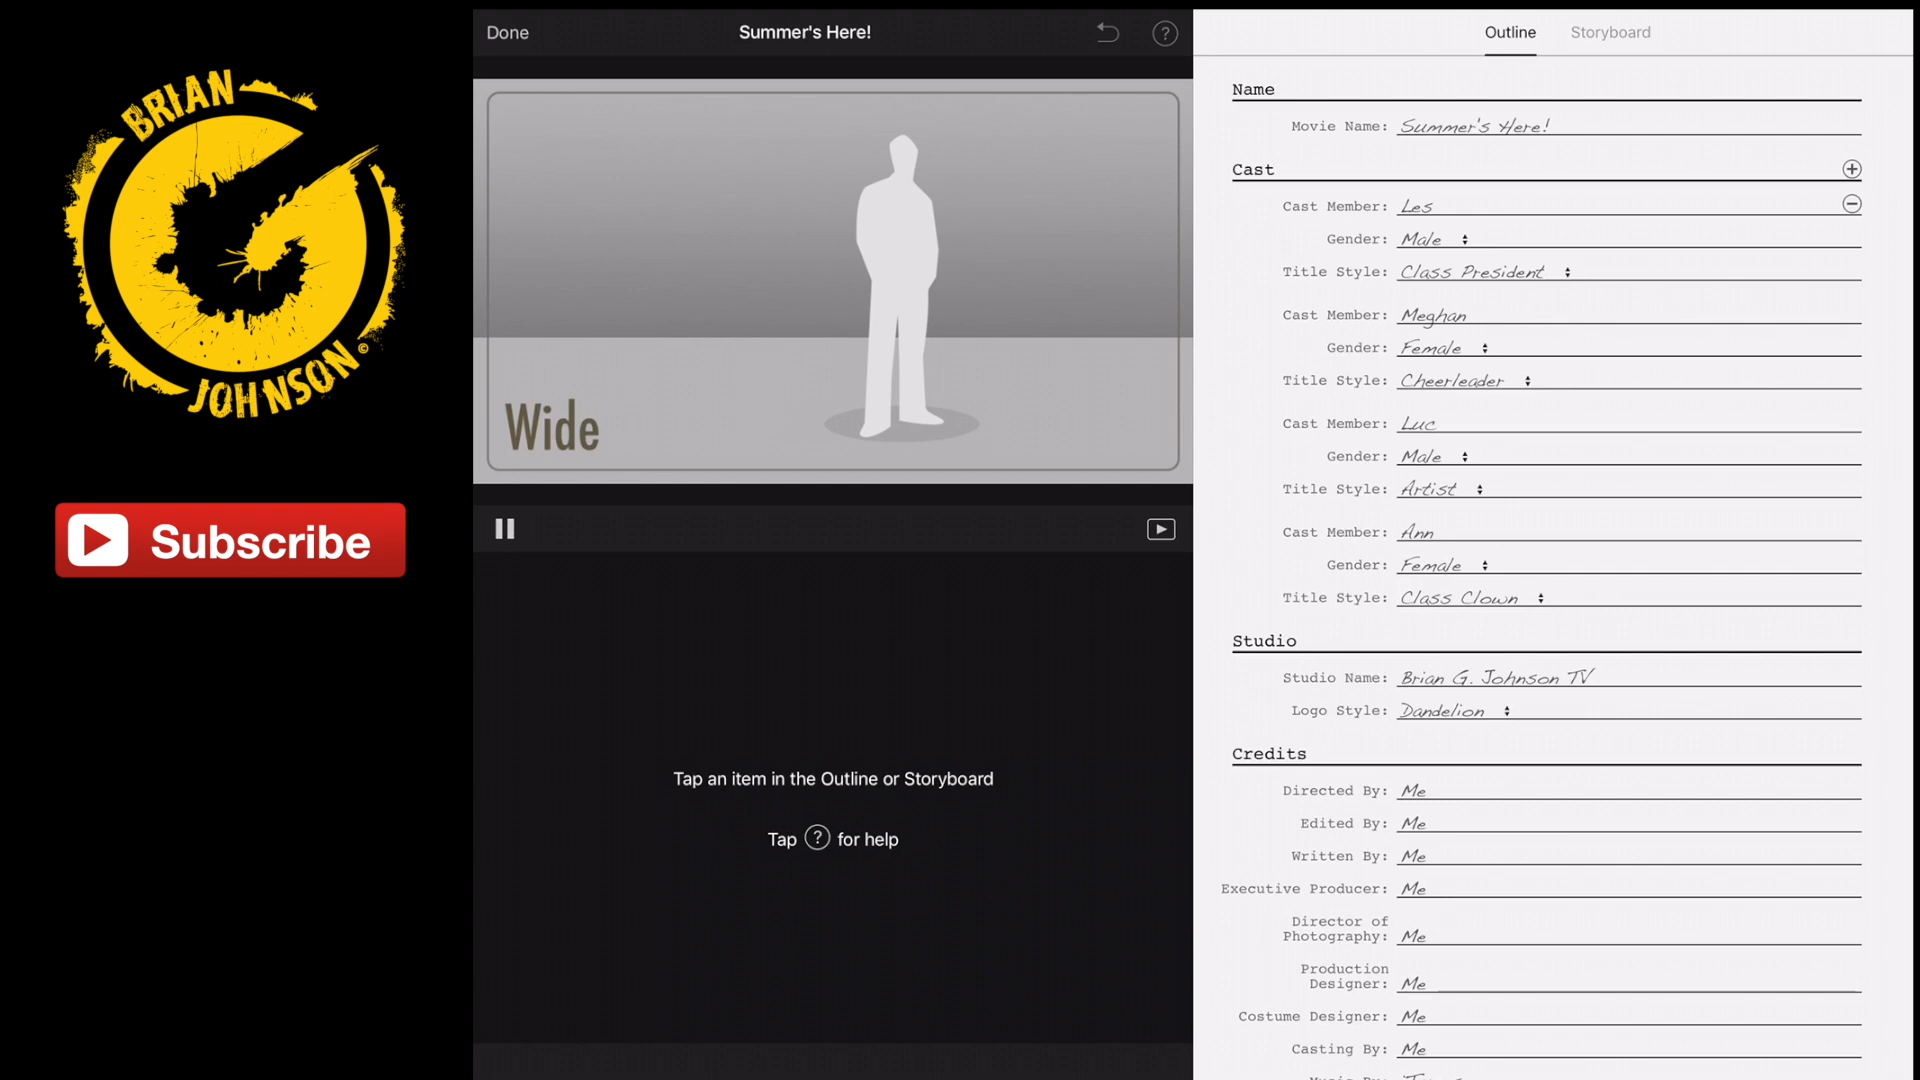 BRIAN
JOHNSON©
Subscribe
Done
Summer's Here!
?
Wide
Tap an item in the Outline or Storyboard
Tap ? for help
Outline Storyboard
Name
Movie Name: Summer's Here!
Cast
Cast Member: Les
Gender: Male
Title Style: Class President
Cast Member: Meghan
Gender: Female
Title Style: Cheerleader
Cast Member: Luc
Gender: Male
Title Style: Artist
Cast Member: Ann
Gender: Female
Title Style: Class Clown
Studio
Studio Name: Brian G. Johnson TV
Logo Style: Dandelion
Credits
Directed By: Me
Edited By: Me
Written By: Me
Executive Producer: Me
Director of
Photography: Me
Production
Designer: Me
Costume Designer: Me
Casting By: Me